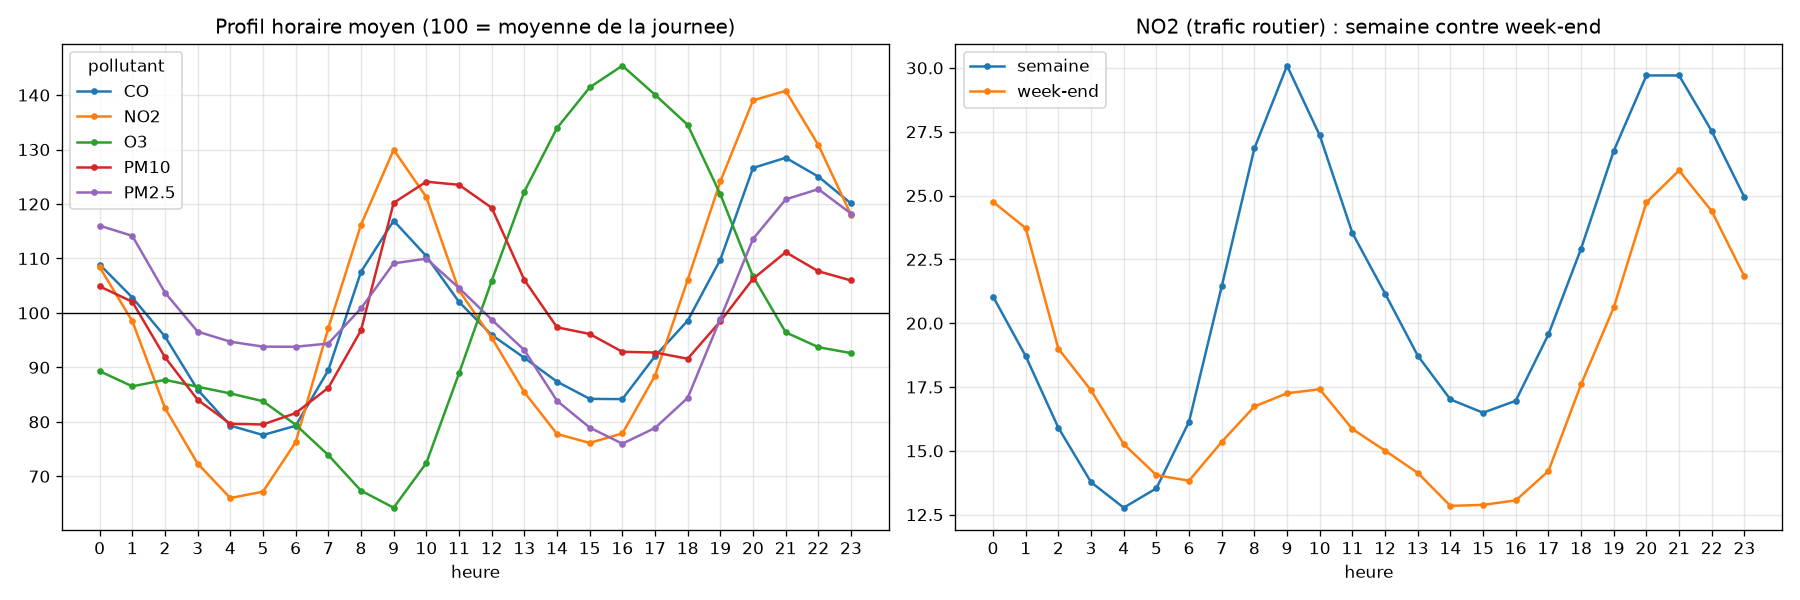 Profil horaire moyen (100 = moyenne de la journee)
pollutant
CO
NO2
O3
PM10
PM2.5
140
130
120
110
100
90
80
70
0 1 2 3 4 5 6 7 8 9 10 11 12 13 14 15 16 17 18 19 20 21 22 23
heure
NO2 (trafic routier) : semaine contre week-end
semaine
week-end
30.0
27.5
25.0
22.5
20.0
17.5
15.0
12.5
0 1 2 3 4 5 6 7 8 9 10 11 12 13 14 15 16 17 18 19 20 21 22 23
heure